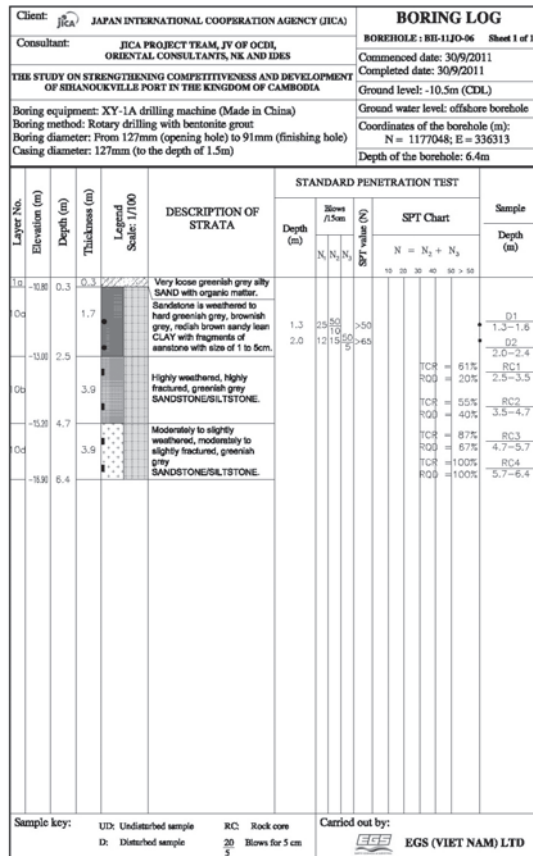 Client: JICA JAPAN INTERNATIONAL COOPERATION AGENCY (JICA)
Consultant: JICA PROJECT TEAM, JV OF OCDI,
ORIENTAL CONSULTANTS, NK AND IDES
THE STUDY ON STRENGTHENING COMPETITIVENESS AND DEVELOPMENT
OF SIHANOUKVILLE PORT IN THE KINGDOM OF CAMBODIA
Boring equipment: XY-1A drilling machine (Made in China)
Boring method: Rotary drilling with bentonite grout
Boring diameter: From 127mm (opening hole) to 91mm (finishing hole)
Casing diameter: 127mm (to the depth of 1.5m)
BORING LOG
BOREHOLE : BH-11JO-06 Sheet 1 of 1
Commenced date: 30/9/2011
Completed date: 30/9/2011
Ground level: -10.5m (CDL)
Ground water level: offshore borehole
Coordinates of the borehole (m):
N = 1177048; E = 336313
Depth of the borehole: 6.4m
Layer No.
Elevation (m)
Depth (m)
Thickness (m)
Legend
Scale: 1/100
DESCRIPTION OF
STRATA
STANDARD PENETRATION TEST
Depth
(m)
Blows
/15cm
N1 N2 N3
SPT value (N)
SPT Chart
N = N2 + N3
10 20 30 40 50 > 50
Sample
Depth
(m)
1a -10.80 0.3 0.3 Very loose greenish grey silty
SAND with organic matter.
10a -13.00 2.5 1.7 Sandstone is weathered to
hard greenish grey, brownish
grey, redish brown sandy lean
CLAY with fragments of
sanstone with size of 1 to 5cm.
1.3 25 50/10 >50 D1
1.3-1.6
2.0 12 15 50/5 >65 D2
2.0-2.4
10b -15.20 4.7 3.9 Highly weathered, highly
fractured, greenish grey
SANDSTONE/SILTSTONE.
TCR = 61% RC1
RQD = 20% 2.5-3.5
TCR = 55% RC2
RQD = 40% 3.5-4.7
10d -16.90 6.4 3.9 Moderately to slightly
weathered, moderately to
slightly fractured, greenish
grey
SANDSTONE/SILTSTONE.
TCR = 87% RC3
RQD = 67% 4.7-5.7
TCR =100% RC4
RQD =100% 5.7-6.4
Sample key: UD: Undisturbed sample RC: Rock core
D: Disturbed sample 20/5 Blows for 5 cm
Carried out by:
EGS EGS (VIET NAM) LTD